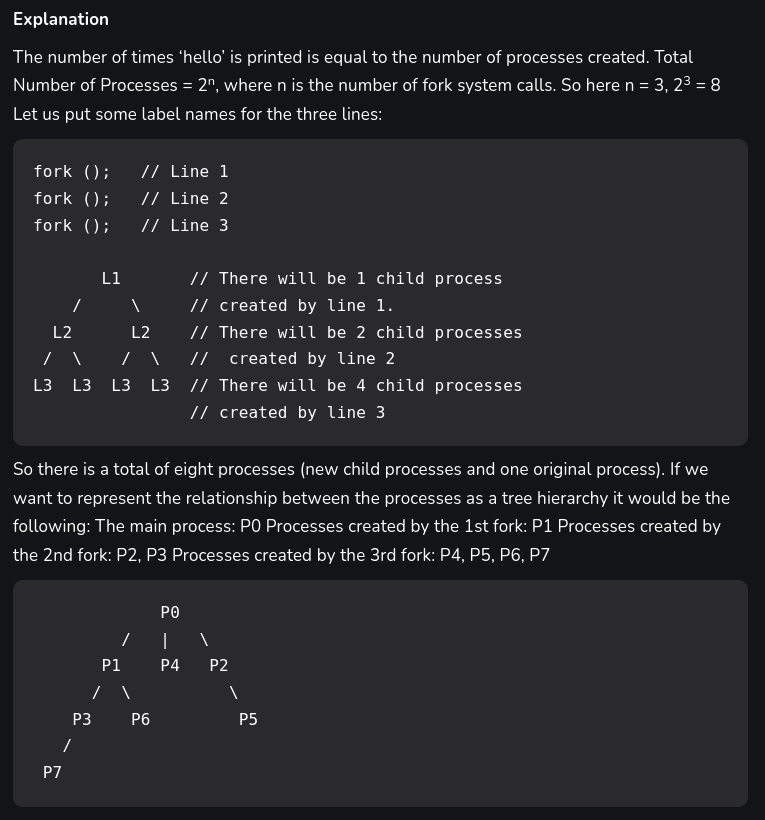 Explanation
The number of times ‘hello’ is printed is equal to the number of processes created. Total
Number of Processes = 2ⁿ, where n is the number of fork system calls. So here n = 3, 2³ = 8
Let us put some label names for the three lines:
fork ();   // Line 1
fork ();   // Line 2
fork ();   // Line 3
       L1       // There will be 1 child process
    /     \     // created by line 1.
  L2      L2    // There will be 2 child processes
 /  \    /  \   //  created by line 2
L3  L3  L3  L3  // There will be 4 child processes
                // created by line 3
So there is a total of eight processes (new child processes and one original process). If we
want to represent the relationship between the processes as a tree hierarchy it would be the
following: The main process: P0 Processes created by the 1st fork: P1 Processes created by
the 2nd fork: P2, P3 Processes created by the 3rd fork: P4, P5, P6, P7
             P0
         /   |   \
       P1    P4   P2
      /  \          \
    P3    P6         P5
   /
 P7